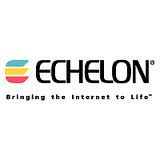 ECHELON®
Bringing the Internet to Life™